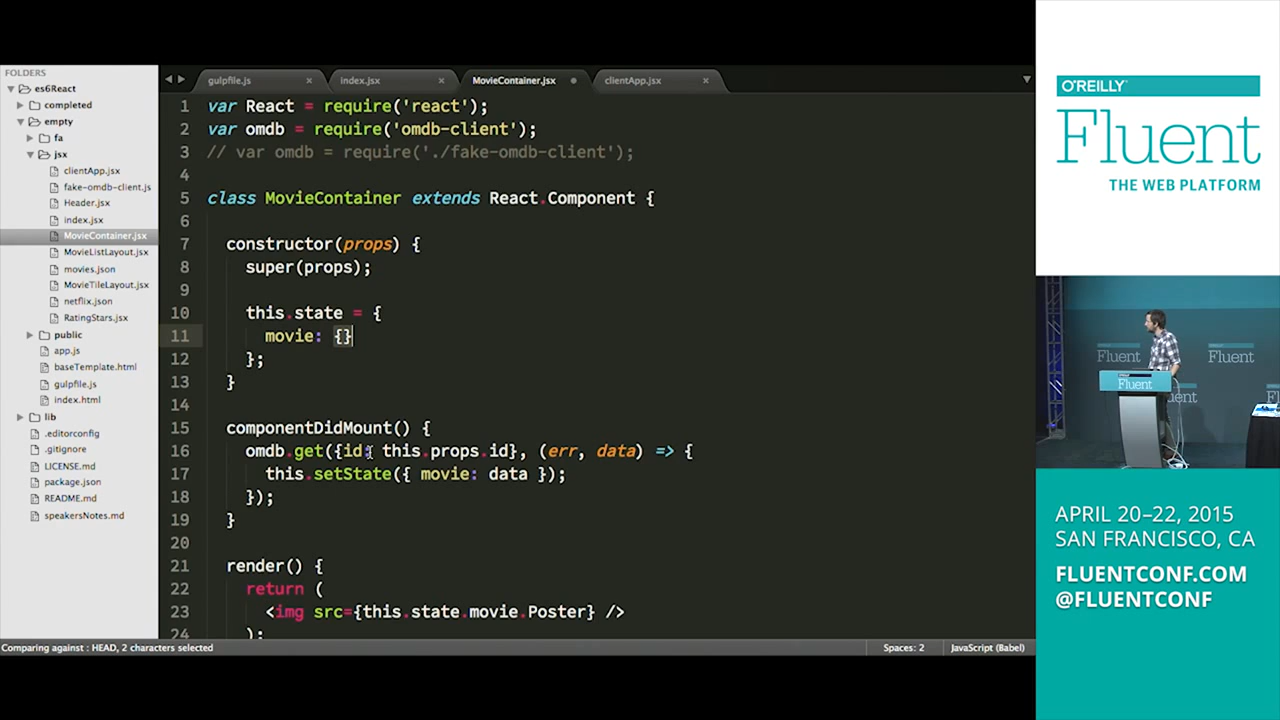 FOLDERS
es6React
completed
empty
fa
jsx
clientApp.jsx
fake-omdb-client.js
Header.jsx
index.jsx
MovieContainer.jsx
MovieListLayout.jsx
movies.json
MovieTileLayout.jsx
netflix.json
RatingStars.jsx
public
app.js
baseTemplate.html
gulpfile.js
index.html
lib
.editorconfig
.gitignore
LICENSE.md
package.json
README.md
speakersNotes.md
gulpfile.js × index.jsx × MovieContainer.jsx clientApp.jsx ×
1 var React = require('react');
2 var omdb = require('omdb-client');
3 // var omdb = require('./fake-omdb-client');
4
5 class MovieContainer extends React.Component {
6
7 constructor(props) {
8 super(props);
9
10 this.state = {
11 movie: {}
12 };
13 }
14
15 componentDidMount() {
16 omdb.get({id: this.props.id}, (err, data) => {
17 this.setState({ movie: data });
18 });
19 }
20
21 render() {
22 return (
23 <img src={this.state.movie.Poster} />
24 );
Comparing against : HEAD, 2 characters selected
Spaces: 2 JavaScript (Babel)
O'REILLY
Fluent
THE WEB PLATFORM
Fluent
Fluent
Fluent
APRIL 20–22, 2015
SAN FRANCISCO, CA
FLUENTCONF.COM
@FLUENTCONF